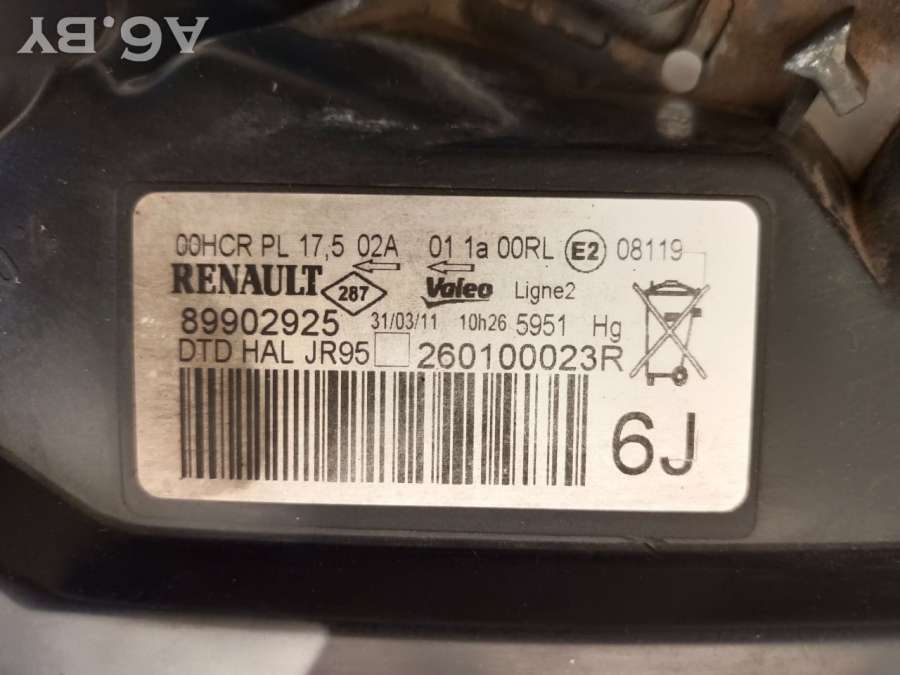 A6.BY
00HCR PL 17,5 02A 01 1a 00RL E2 08119
RENAULT 287 Valeo Ligne2
89902925 31/03/11 10h26 5951 Hg
DTD HAL JR95 260100023R
6J